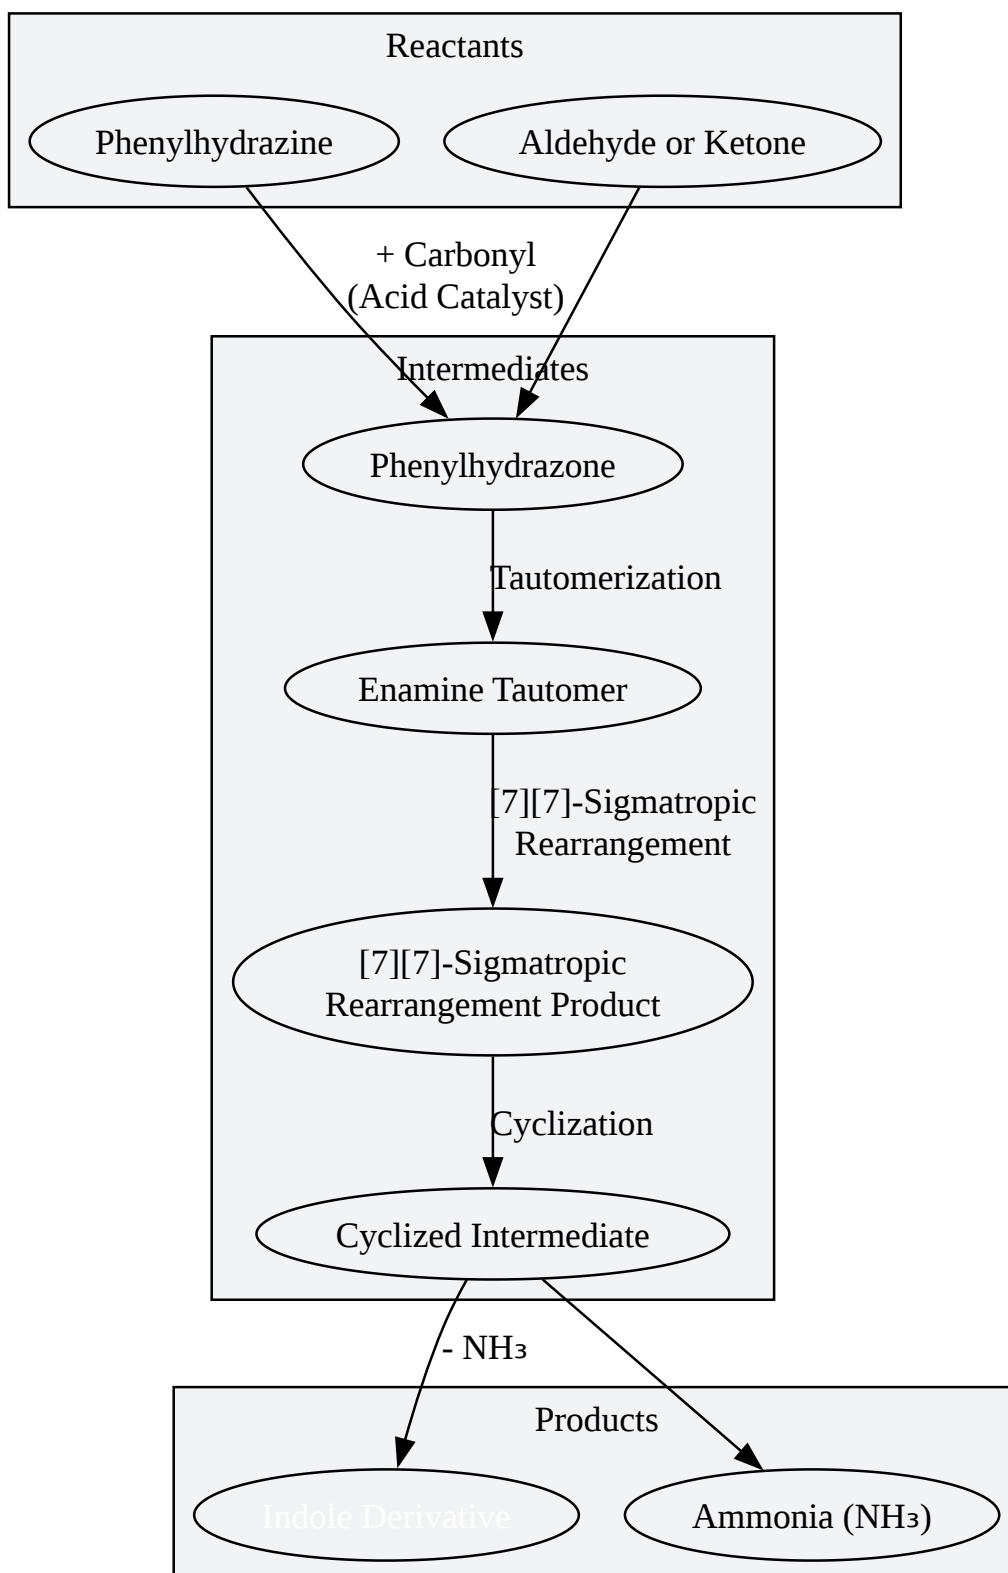 Reactants
Phenylhydrazine
Aldehyde or Ketone
+ Carbonyl
(Acid Catalyst)
Intermediates
Phenylhydrazone
Tautomerization
Enamine Tautomer
[7][7]-Sigmatropic
Rearrangement
[7][7]-Sigmatropic
Rearrangement Product
Cyclization
Cyclized Intermediate
- NH₃
Products
Indole Derivative
Ammonia (NH₃)